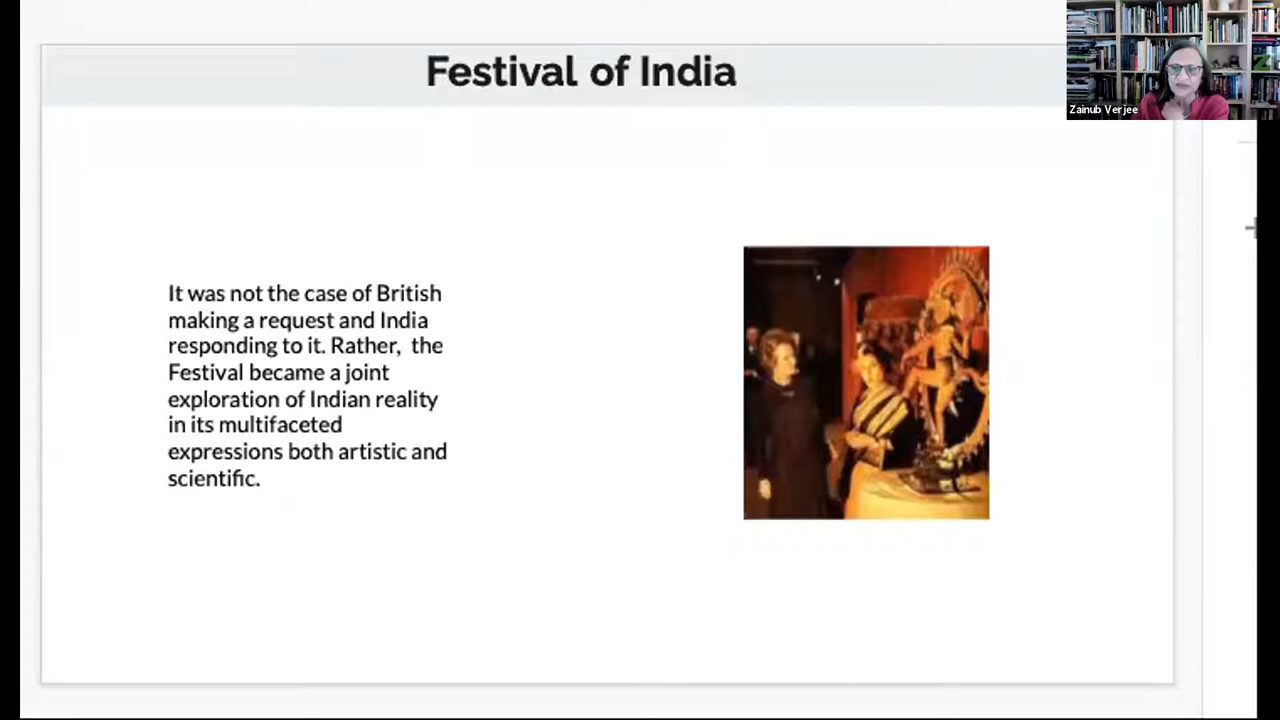 Festival of India
Zainub Verjee
It was not the case of British
making a request and India
responding to it. Rather, the
Festival became a joint
exploration of Indian reality
in its multifaceted
expressions both artistic and
scientific.